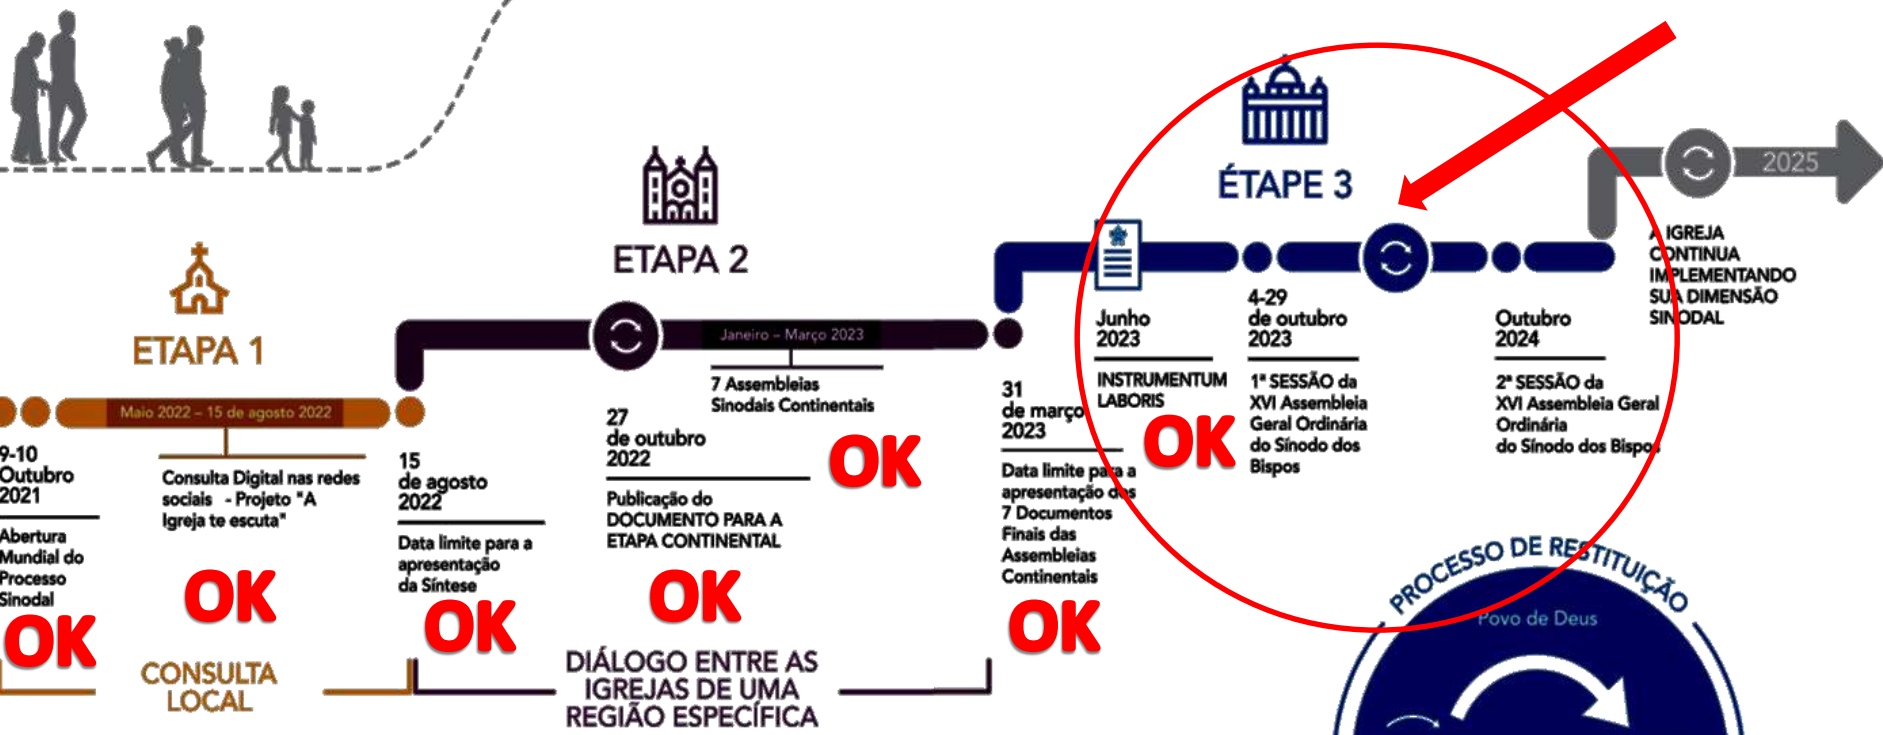 ETAPA 1
Maio 2022 – 15 de agosto 2022
9-10
Outubro
2021
Abertura
Mundial do
Processo
Sinodal
OK
Consulta Digital nas redes
sociais - Projeto "A
Igreja te escuta"
OK
CONSULTA
LOCAL
15
de agosto
2022
Data limite para a
apresentação
da Síntese
OK
ETAPA 2
Janeiro – Março 2023
7 Assembleias
Sinodais Continentais
OK
27
de outubro
2022
Publicação do
DOCUMENTO PARA A
ETAPA CONTINENTAL
OK
DIÁLOGO ENTRE AS
IGREJAS DE UMA
REGIÃO ESPECÍFICA
31
de março
2023
Data limite para a
apresentação dos
7 Documentos
Finais das
Assembleias
Continentais
OK
ÉTAPE 3
Junho
2023
INSTRUMENTUM
LABORIS
OK
4-29
de outubro
2023
1ª SESSÃO da
XVI Assembleia
Geral Ordinária
do Sínodo dos
Bispos
Outubro
2024
2ª SESSÃO da
XVI Assembleia Geral
Ordinária
do Sínodo dos Bispos
2025
A IGREJA
CONTINUA
IMPLEMENTANDO
SUA DIMENSÃO
SINODAL
PROCESSO DE RESTITUIÇÃO
Povo de Deus